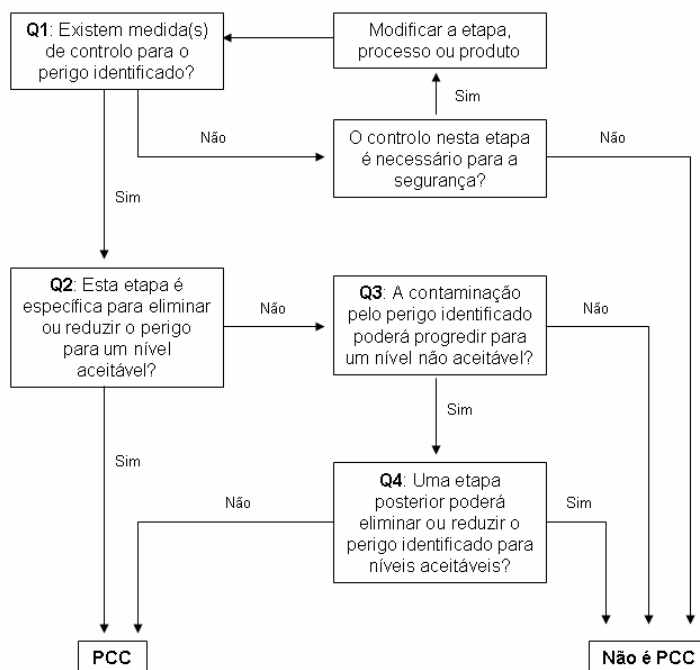 Q1: Existem medida(s)
de controlo para o
perigo identificado?
Modificar a etapa,
processo ou produto
Sim
Não
O controlo nesta etapa
é necessário para a
segurança?
Não
Sim
Q2: Esta etapa é
específica para eliminar
ou reduzir o perigo
para um nível
aceitável?
Não
Q3: A contaminação
pelo perigo identificado
poderá progredir para
um nível não aceitável?
Não
Sim
Sim
Não
Q4: Uma etapa
posterior poderá
eliminar ou reduzir o
perigo identificado para
níveis aceitáveis?
Sim
PCC
Não é PCC